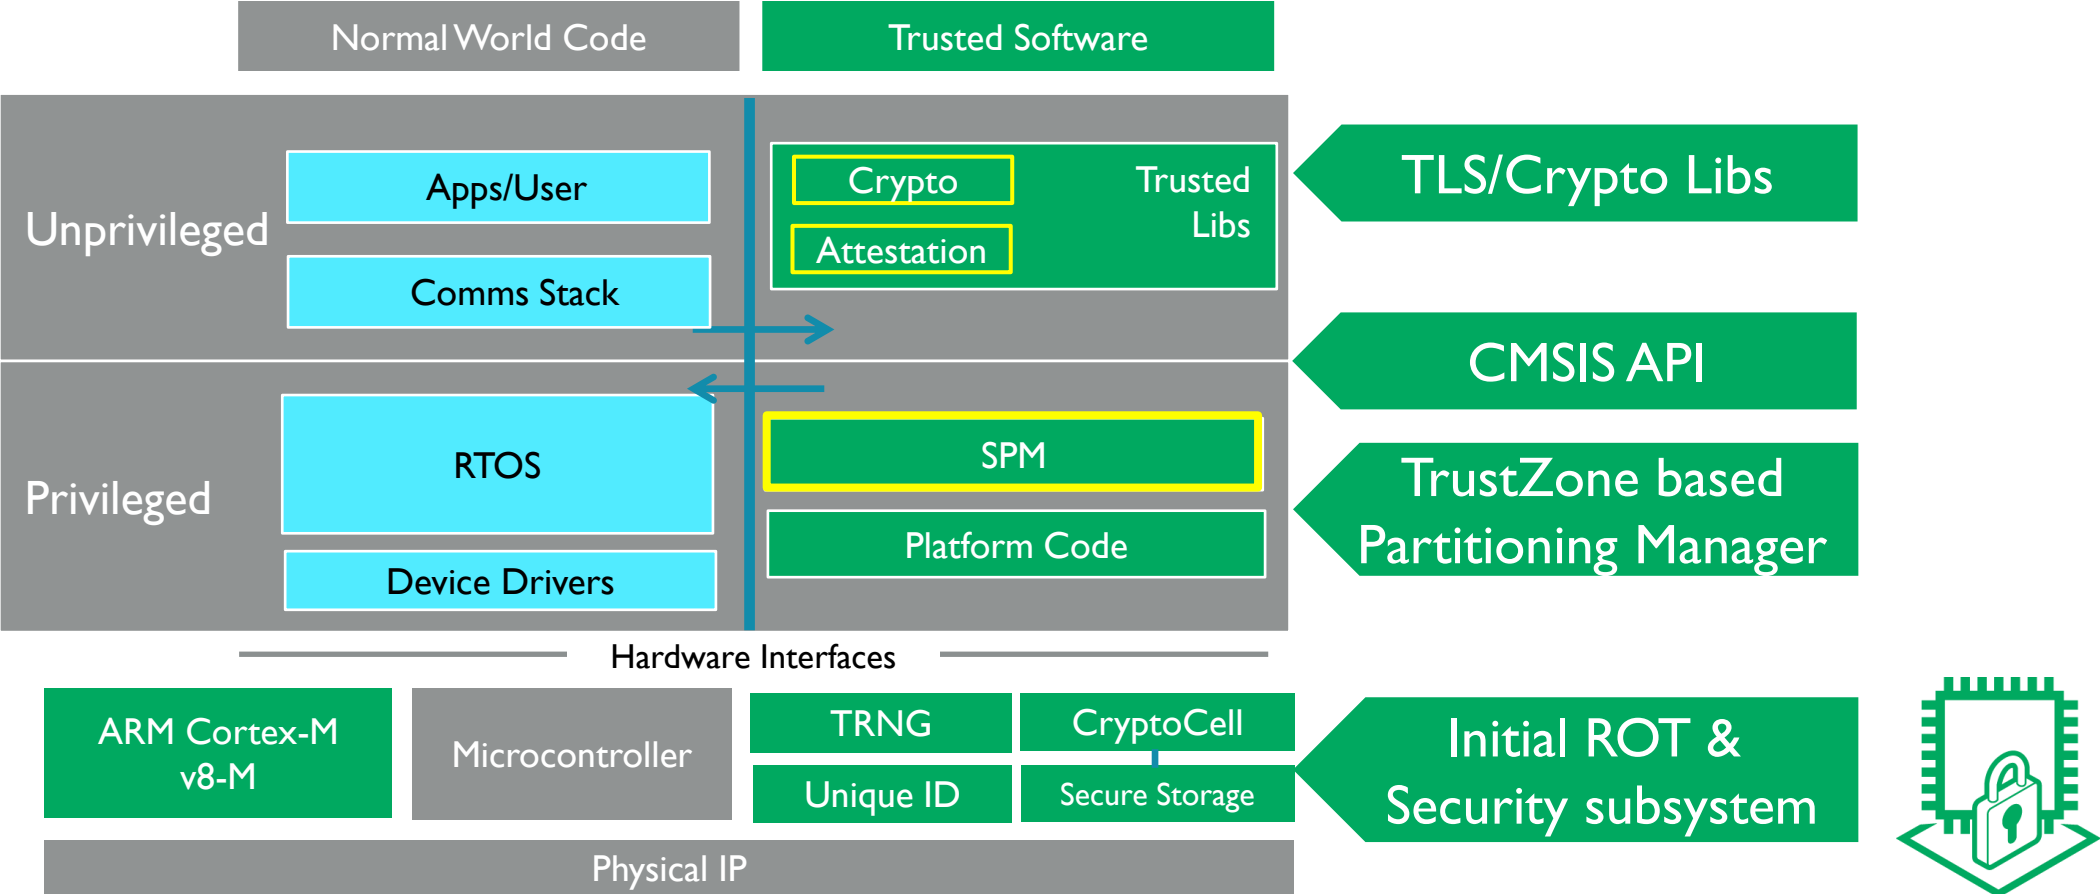 Normal World Code
Trusted Software
Unprivileged
Apps/User
Comms Stack
Crypto
Attestation
Trusted
Libs
TLS/Crypto Libs
CMSIS API
Privileged
RTOS
Device Drivers
SPM
Platform Code
TrustZone based
Partitioning Manager
Hardware Interfaces
ARM Cortex-M
v8-M
Microcontroller
TRNG
CryptoCell
Unique ID
Secure Storage
Initial ROT &
Security subsystem
Physical IP